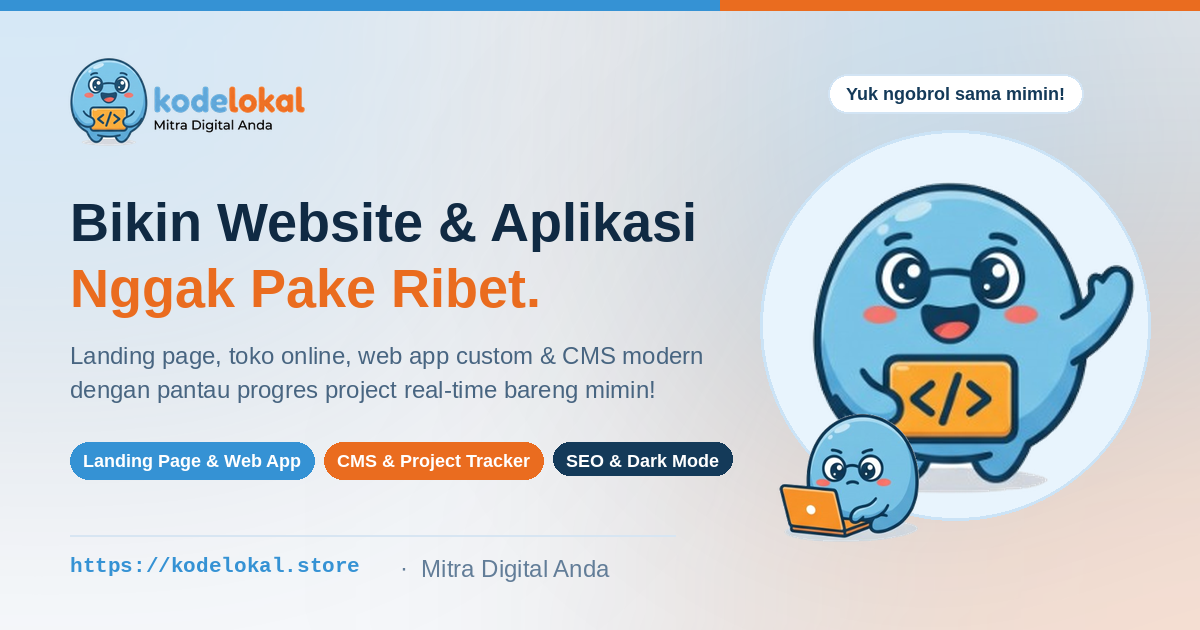 kodelokal
Mitra Digital Anda
Yuk ngobrol sama mimin!
Bikin Website & Aplikasi
Nggak Pake Ribet.
Landing page, toko online, web app custom & CMS modern
dengan pantau progres project real-time bareng mimin!
Landing Page & Web App
CMS & Project Tracker
SEO & Dark Mode
</>
</>
https://kodelokal.store · Mitra Digital Anda